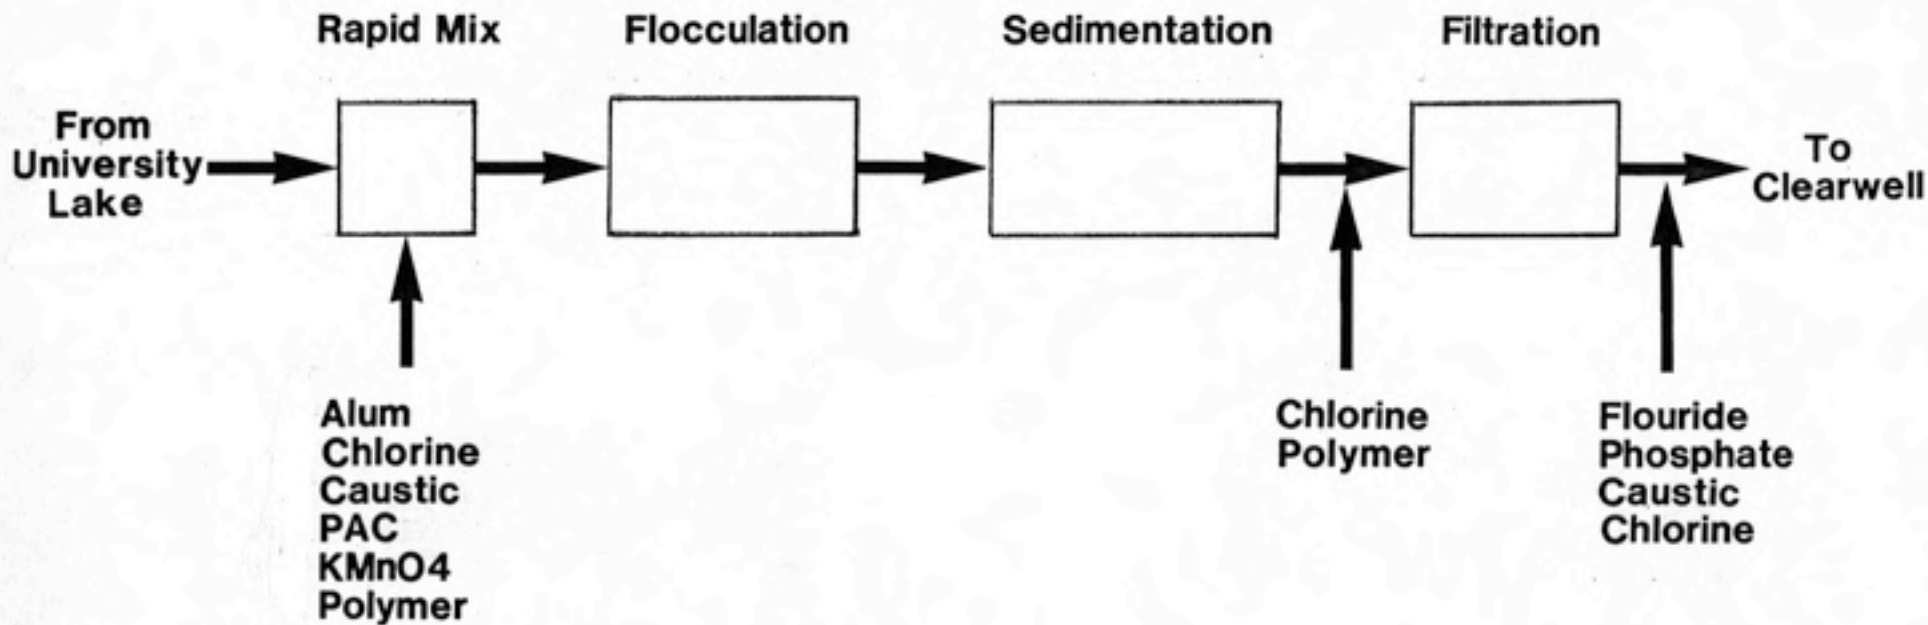 Rapid Mix
Flocculation
Sedimentation
Filtration
From
University
Lake
To
Clearwell
Alum
Chlorine
Caustic
PAC
KMnO4
Polymer
Chlorine
Polymer
Flouride
Phosphate
Caustic
Chlorine